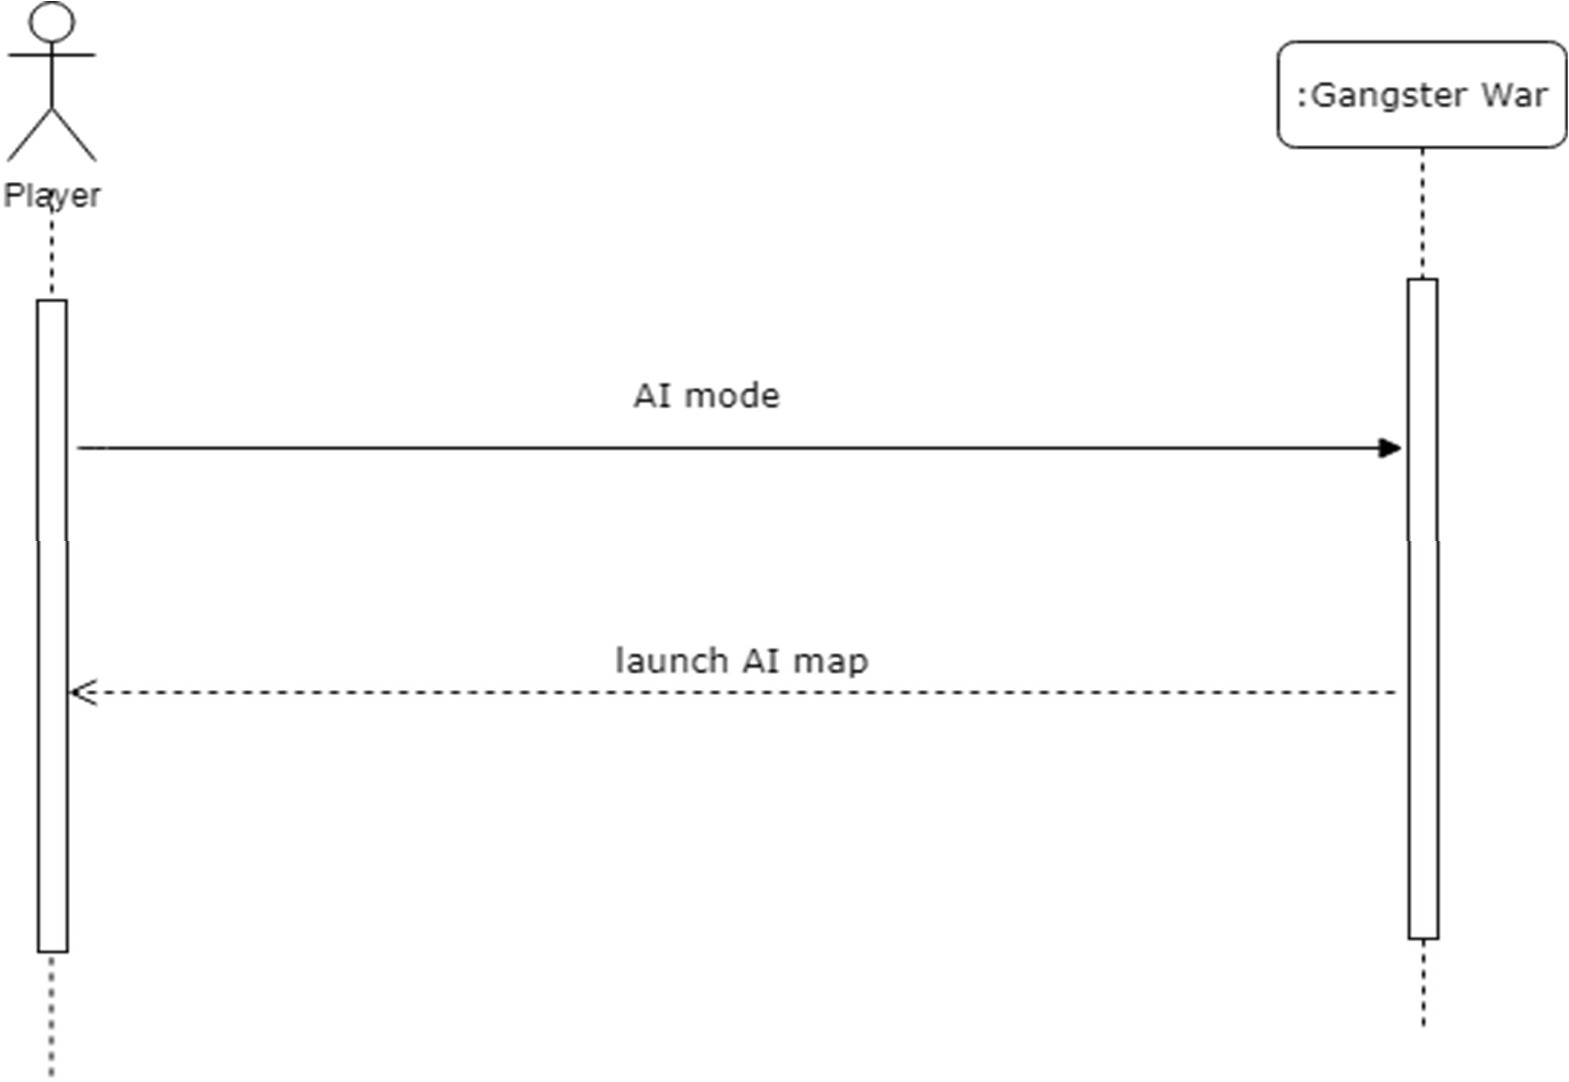 :Gangster War
Player
AI mode
launch AI map